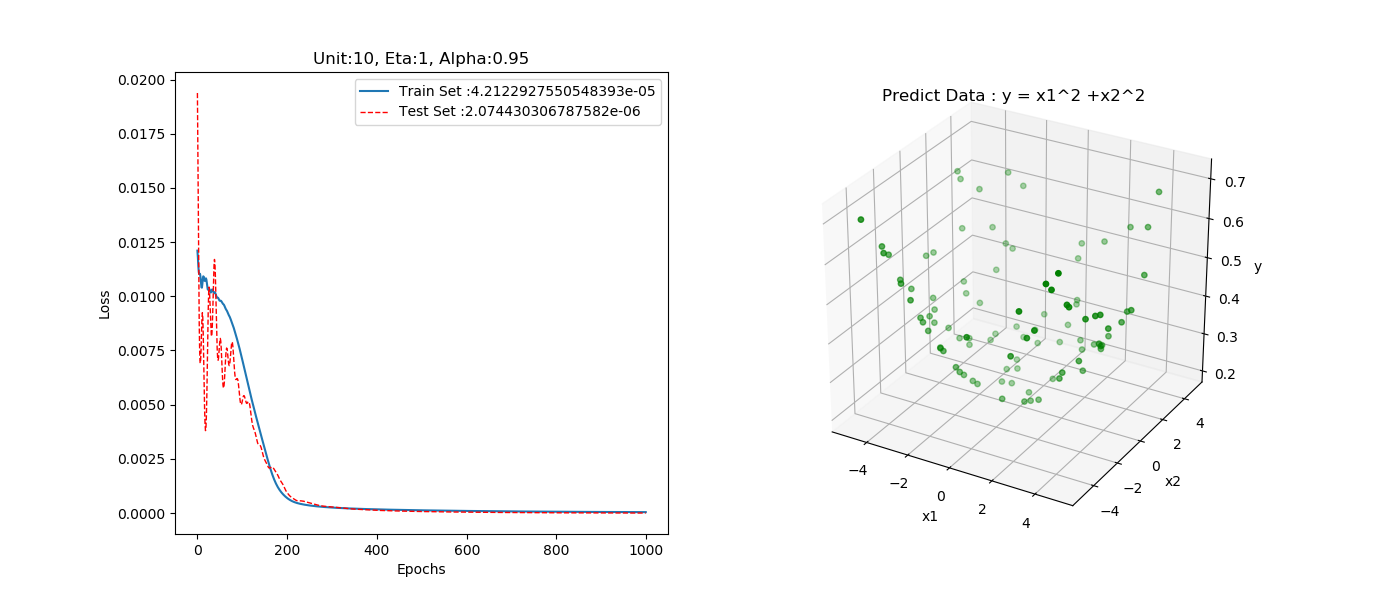 Unit:10, Eta:1, Alpha:0.95
0.0200
0.0175
0.0150
0.0125
0.0100
0.0075
0.0050
0.0025
0.0000
Loss
Train Set :4.2122927550548393e-05
Test Set :2.074430306787582e-06
0 200 400 600 800 1000
Epochs
Predict Data : y = x1^2 +x2^2
0.7
0.6
0.5
0.4
0.3
0.2
y
−4 −2 0 2 4
x1
−4 −2 0 2 4
x2